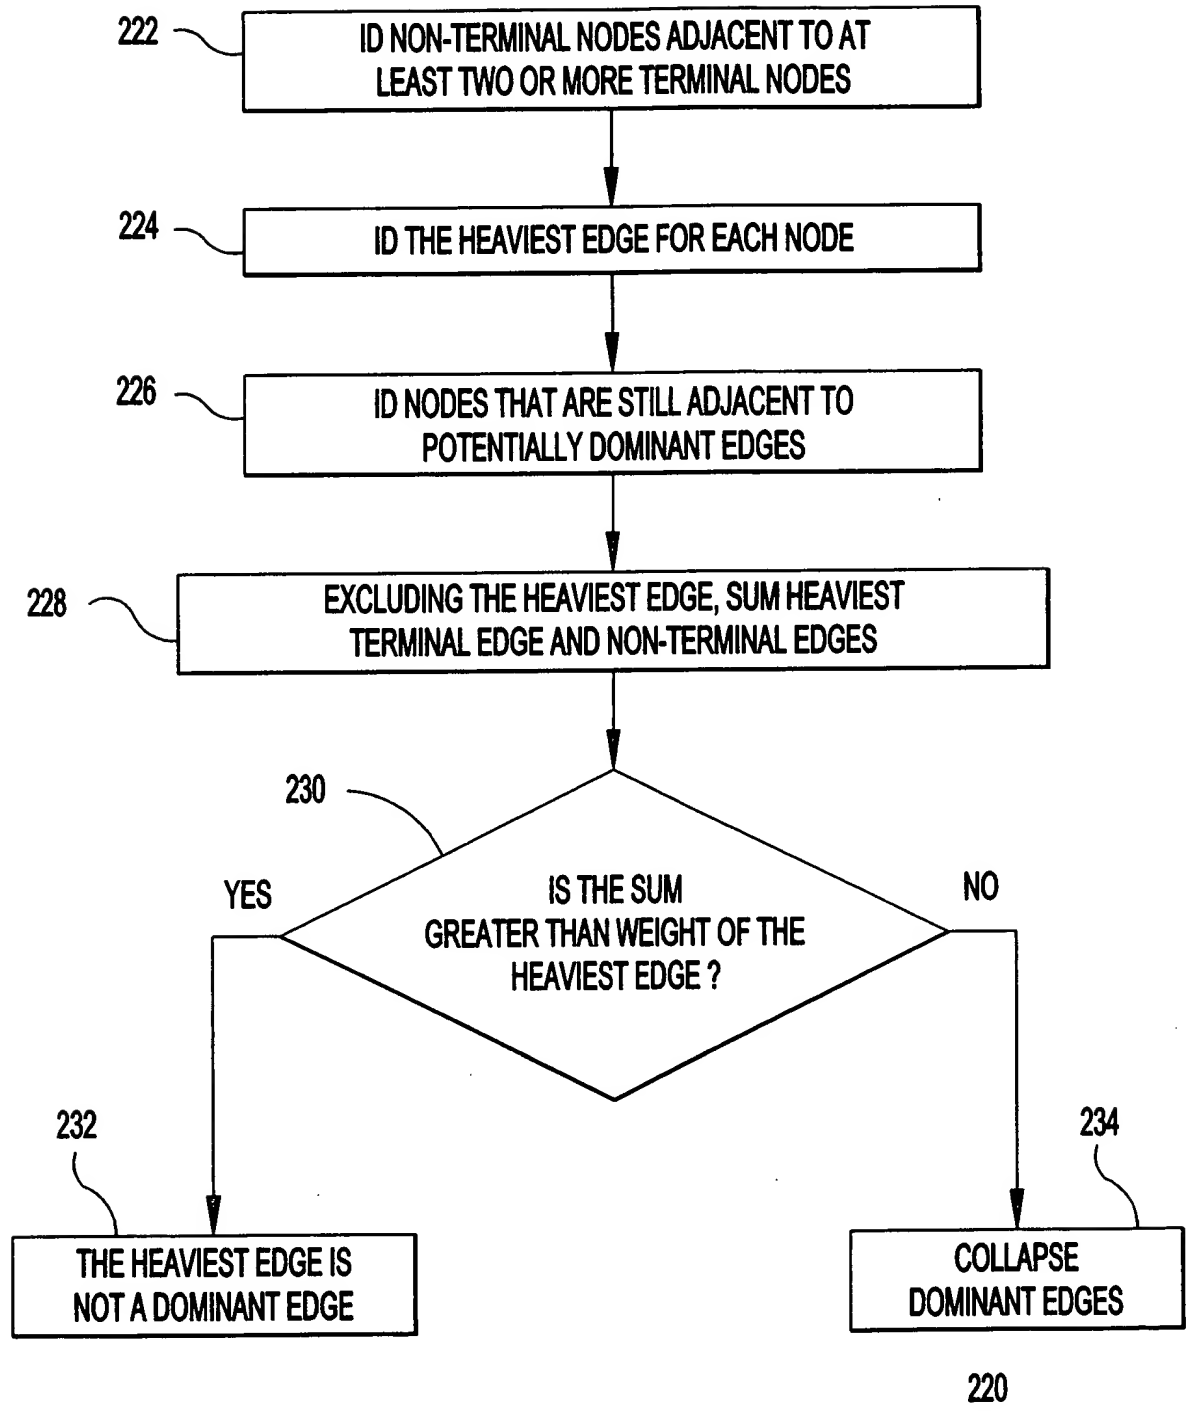 222
ID NON-TERMINAL NODES ADJACENT TO AT
LEAST TWO OR MORE TERMINAL NODES
224
ID THE HEAVIEST EDGE FOR EACH NODE
226
ID NODES THAT ARE STILL ADJACENT TO
POTENTIALLY DOMINANT EDGES
228
EXCLUDING THE HEAVIEST EDGE, SUM HEAVIEST
TERMINAL EDGE AND NON-TERMINAL EDGES
230
YES
IS THE SUM
GREATER THAN WEIGHT OF THE
HEAVIEST EDGE ?
NO
232
THE HEAVIEST EDGE IS
NOT A DOMINANT EDGE
234
COLLAPSE
DOMINANT EDGES
220